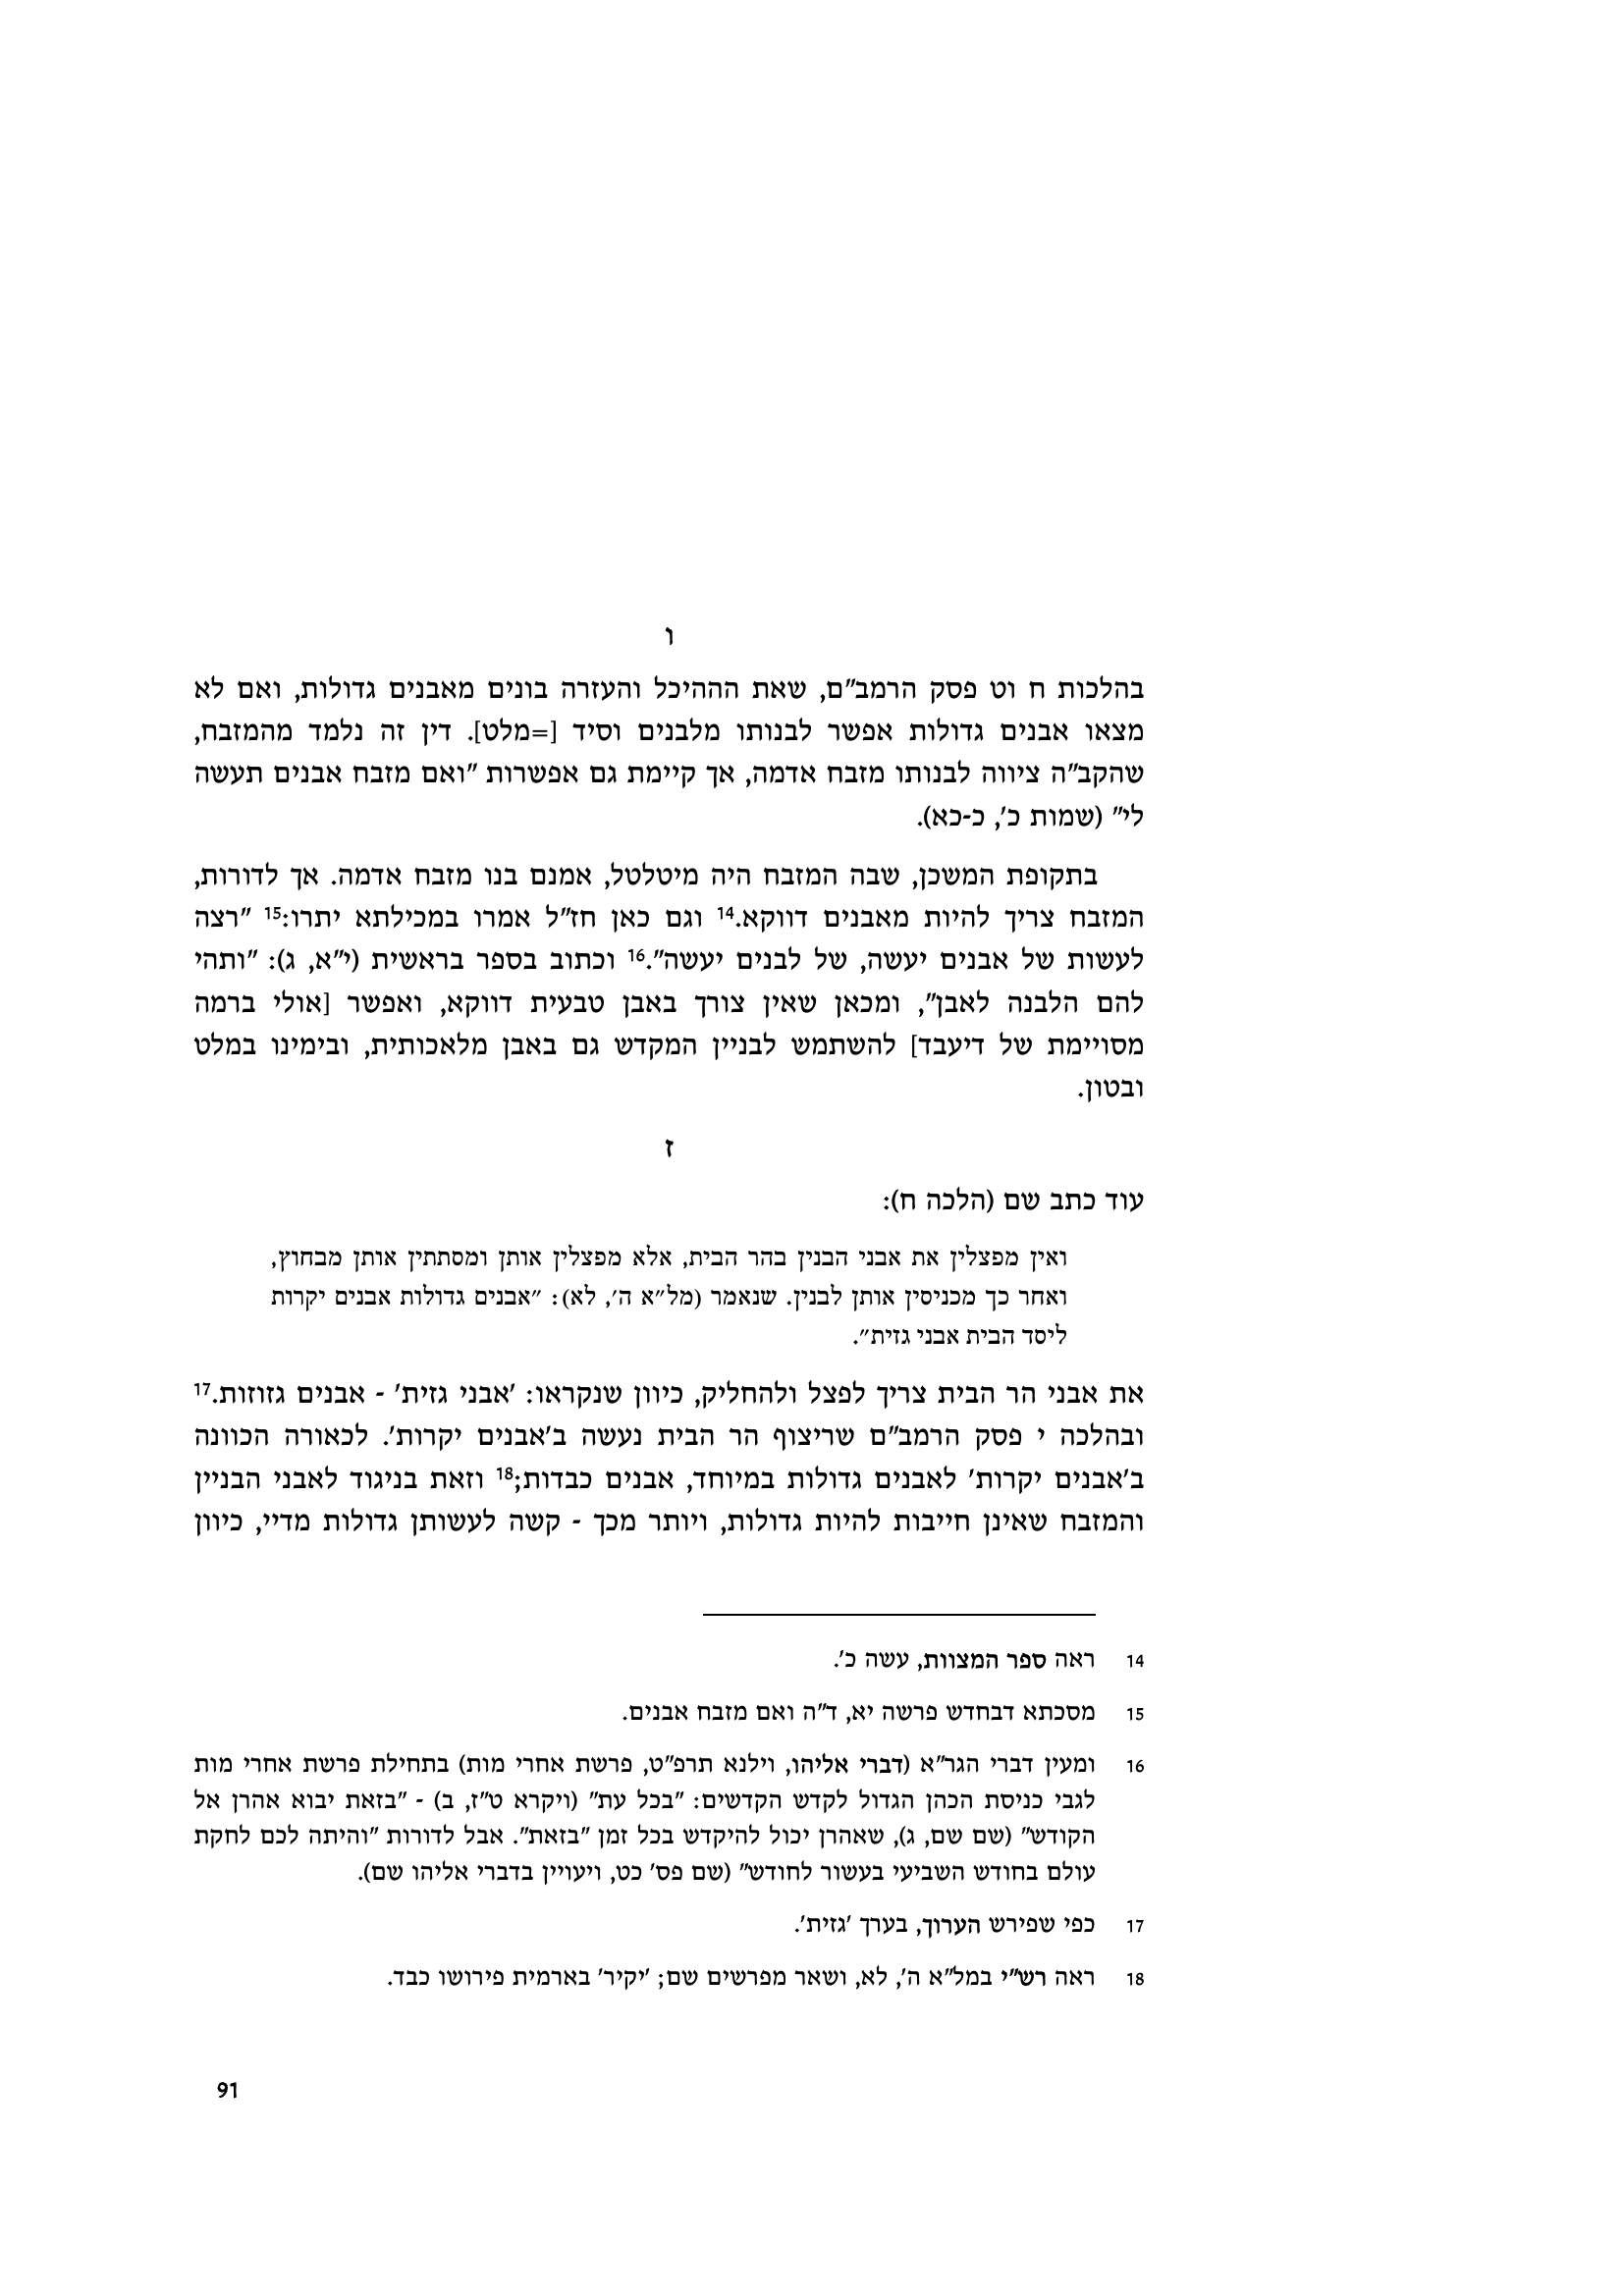 ו
בהלכות ח וט פסק הרמב"ם, שאת הההיכל והעזרה בונים מאבנים גדולות, ואם לא
מצאו אבנים גדולות אפשר לבנותו מלבנים וסיד [=מלט]. דין זה נלמד מהמזבח,
שהקב"ה ציווה לבנותו מזבח אדמה, אך קיימת גם אפשרות "ואם מזבח אבנים תעשה
לי" (שמות כ', כ-כא).
בתקופת המשכן, שבה המזבח היה מיטלטל, אמנם בנו מזבח אדמה. אך לדורות,
המזבח צריך להיות מאבנים דווקא.14 וגם כאן חז"ל אמרו במכילתא יתרו:15 "רצה
לעשות של אבנים יעשה, של לבנים יעשה".16 וכתוב בספר בראשית (י"א, ג): "ותהי
להם הלבנה לאבן", ומכאן שאין צורך באבן טבעית דווקא, ואפשר [אולי ברמה
מסויימת של דיעבד] להשתמש לבניין המקדש גם באבן מלאכותית, ובימינו במלט
ובטון.
ז
עוד כתב שם (הלכה ח):
ואין מפצלין את אבני הבנין בהר הבית, אלא מפצלין אותן ומסתתין אותן מבחוץ,
ואחר כך מכניסין אותן לבנין. שנאמר (מל״א ה׳, לא): ״אבנים גדולות אבנים יקרות
ליסד הבית אבני גזית״.
את אבני הר הבית צריך לפצל ולהחליק, כיוון שנקראו: 'אבני גזית' - אבנים גזוזות.17
ובהלכה י פסק הרמב"ם שריצוף הר הבית נעשה ב'אבנים יקרות'. לכאורה הכוונה
ב'אבנים יקרות' לאבנים גדולות במיוחד, אבנים כבדות;18 וזאת בניגוד לאבני הבניין
והמזבח שאינן חייבות להיות גדולות, ויותר מכך - קשה לעשותן גדולות מדיי, כיוון
14 ראה ספר המצוות, עשה כ'.
15 מסכתא דבחדש פרשה יא, ד"ה ואם מזבח אבנים.
16 ומעין דברי הגר"א (דברי אליהו, וילנא תרפ"ט, פרשת אחרי מות) בתחילת פרשת אחרי מות
לגבי כניסת הכהן הגדול לקדש הקדשים: "בכל עת" (ויקרא ט"ז, ב) - "בזאת יבוא אהרן אל
הקודש" (שם שם, ג), שאהרן יכול להיקדש בכל זמן "בזאת". אבל לדורות "והיתה לכם לחקת
עולם בחודש השביעי בעשור לחודש" (שם פס' כט, ויעויין בדברי אליהו שם).
17 כפי שפירש הערוך, בערך 'גזית'.
18 ראה רש"י במל"א ה', לא, ושאר מפרשים שם; 'יקיר' בארמית פירושו כבד.
91